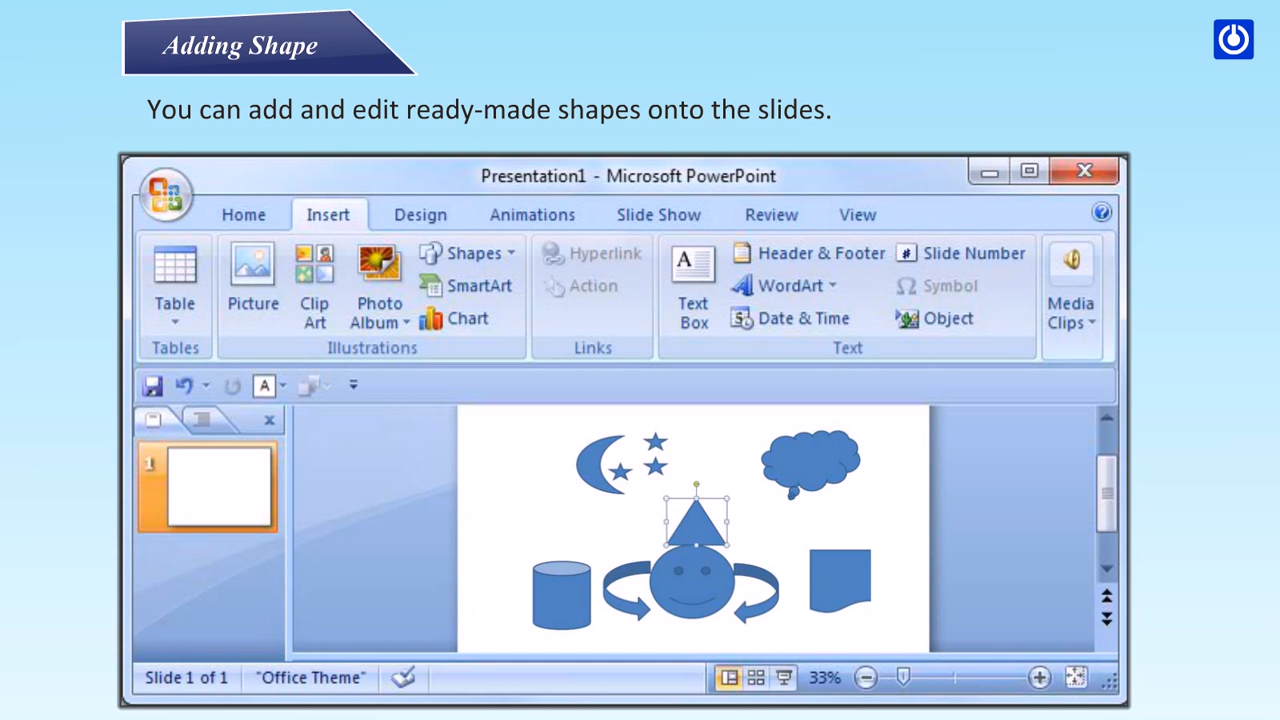 Adding Shape
You can add and edit ready-made shapes onto the slides.
Presentation1 - Microsoft PowerPoint
Home Insert Design Animations Slide Show Review View
Table
Tables
Picture
Clip
Art
Photo
Album
Shapes
SmartArt
Chart
Illustrations
Hyperlink
Action
Links
A
Text
Box
Header & Footer
WordArt
Date & Time
# Slide Number
Ω Symbol
Object
Text
Media
Clips
A
1
Slide 1 of 1 "Office Theme" 33%